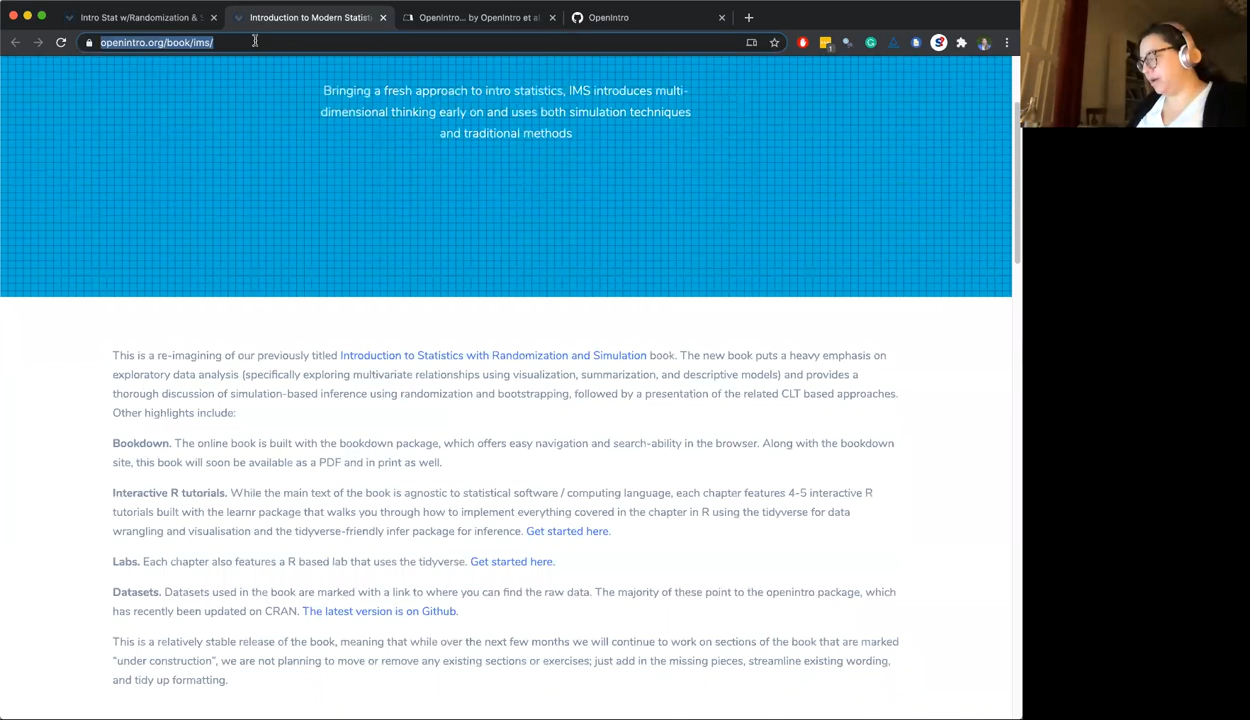 Intro Stat w/Randomization & S
Introduction to Modern Statisti
OpenIntro... by OpenIntro et al
OpenIntro
openintro.org/book/ims/
Bringing a fresh approach to intro statistics, IMS introduces multi-
dimensional thinking early on and uses both simulation techniques
and traditional methods
This is a re-imagining of our previously titled Introduction to Statistics with Randomization and Simulation book. The new book puts a heavy emphasis on
exploratory data analysis (specifically exploring multivariate relationships using visualization, summarization, and descriptive models) and provides a
thorough discussion of simulation-based inference using randomization and bootstrapping, followed by a presentation of the related CLT based approaches.
Other highlights include:
Bookdown. The online book is built with the bookdown package, which offers easy navigation and search-ability in the browser. Along with the bookdown
site, this book will soon be available as a PDF and in print as well.
Interactive R tutorials. While the main text of the book is agnostic to statistical software / computing language, each chapter features 4-5 interactive R
tutorials built with the learnr package that walks you through how to implement everything covered in the chapter in R using the tidyverse for data
wrangling and visualisation and the tidyverse-friendly infer package for inference. Get started here.
Labs. Each chapter also features a R based lab that uses the tidyverse. Get started here.
Datasets. Datasets used in the book are marked with a link to where you can find the raw data. The majority of these point to the openintro package, which
has recently been updated on CRAN. The latest version is on Github.
This is a relatively stable release of the book, meaning that while over the next few months we will continue to work on sections of the book that are marked
"under construction", we are not planning to move or remove any existing sections or exercises; just add in the missing pieces, streamline existing wording,
and tidy up formatting.